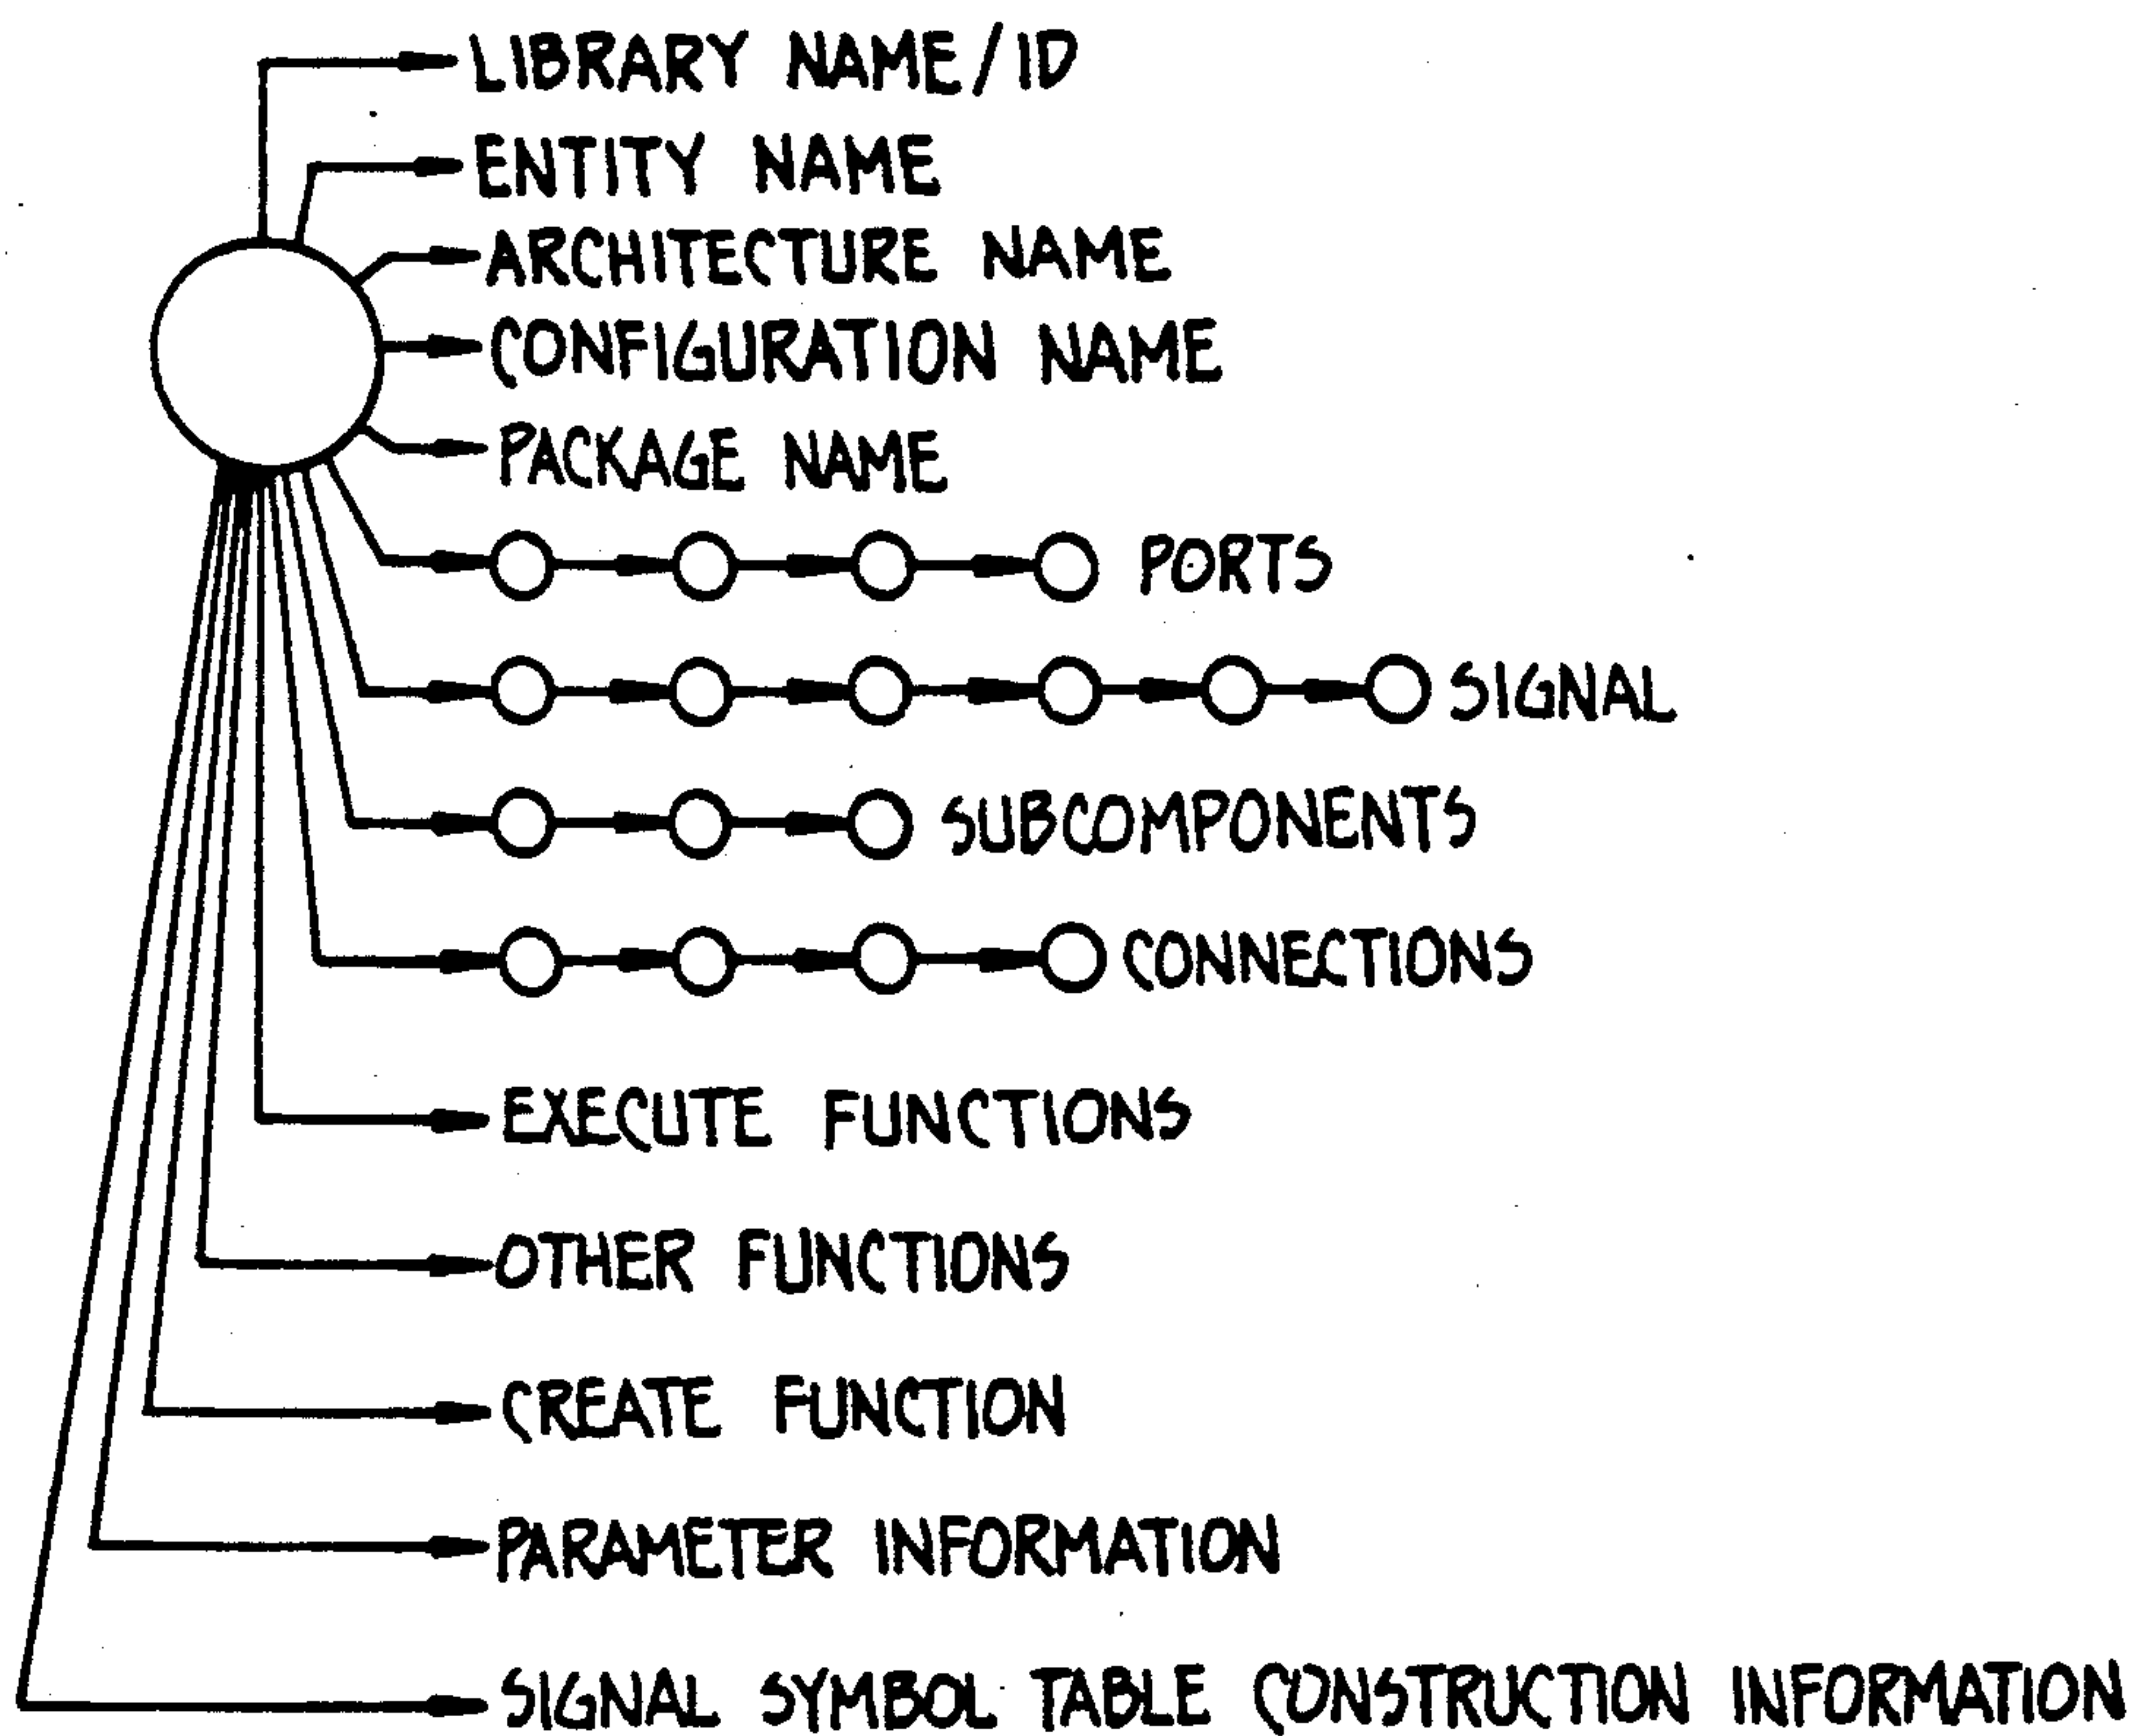 LIBRARY NAME/ID
ENTITY NAME
ARCHITECTURE NAME
CONFIGURATION NAME
PACKAGE NAME
PORTS
SIGNAL
SUBCOMPONENTS
CONNECTIONS
EXECUTE FUNCTIONS
OTHER FUNCTIONS
CREATE FUNCTION
PARAMETER INFORMATION
SIGNAL SYMBOL TABLE CONSTRUCTION INFORMATION